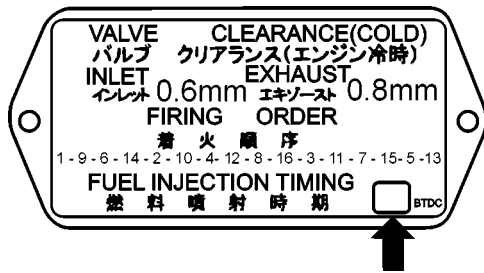 VALVE CLEARANCE(COLD)
バルブ クリアランス(エンジン冷時)
INLET EXHAUST
インレット 0.6mm エキゾースト 0.8mm
FIRING ORDER
着火順序
1 - 9 - 6 - 14 - 2 - 10 - 4 - 12 - 8 - 16 - 3 - 11 - 7 - 15 - 5 - 13
FUEL INJECTION TIMING
燃料噴射時期 BTDC